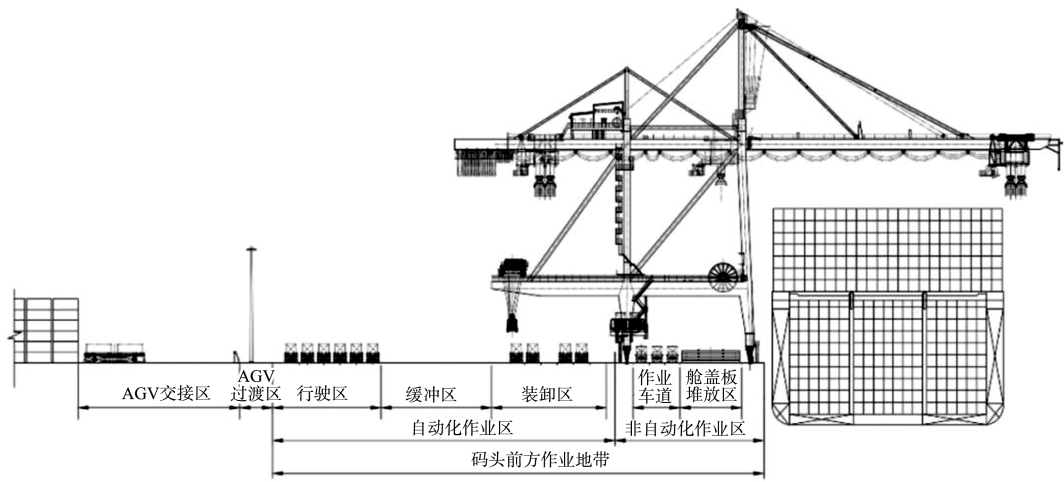 AGV交接区
AGV
过渡区
行驶区
缓冲区
装卸区
作业
车道
舱盖板
堆放区
自动化作业区
非自动化作业区
码头前方作业地带